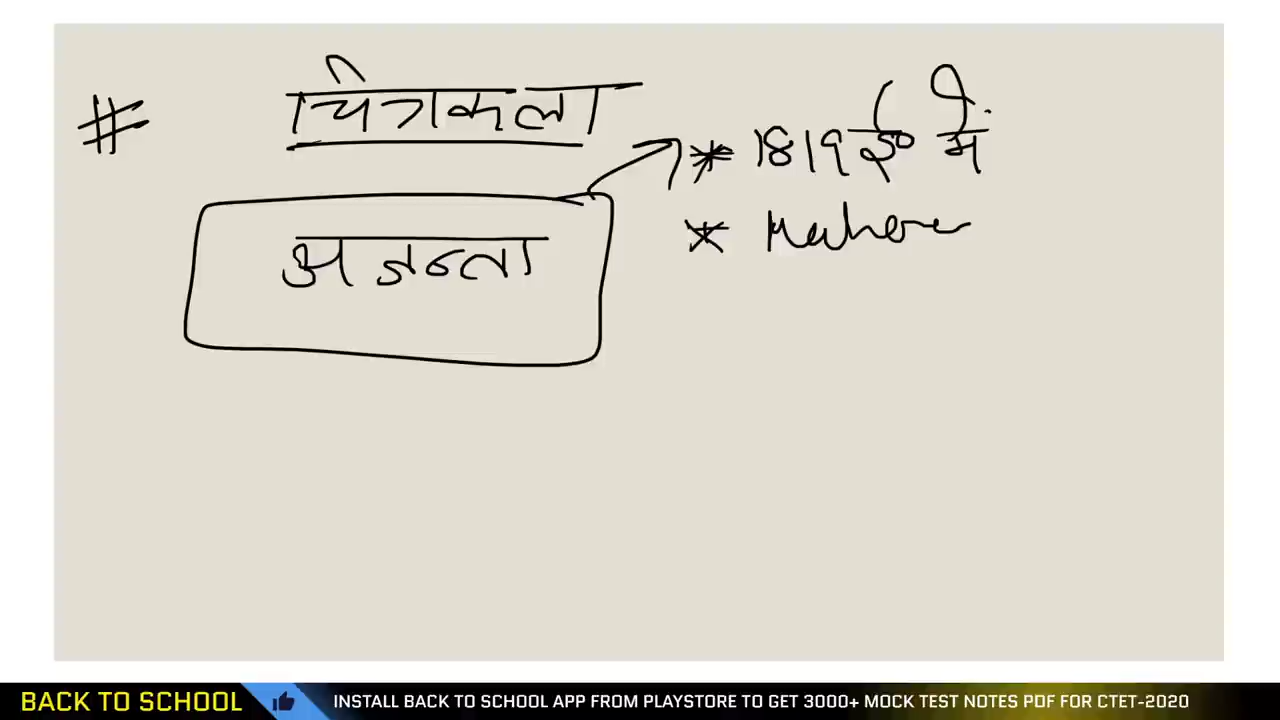 # चित्रकला
* 1819 ई० में
अजन्ता
*
BACK TO SCHOOL
INSTALL BACK TO SCHOOL APP FROM PLAYSTORE TO GET 3000+ MOCK TEST NOTES PDF FOR CTET-2020